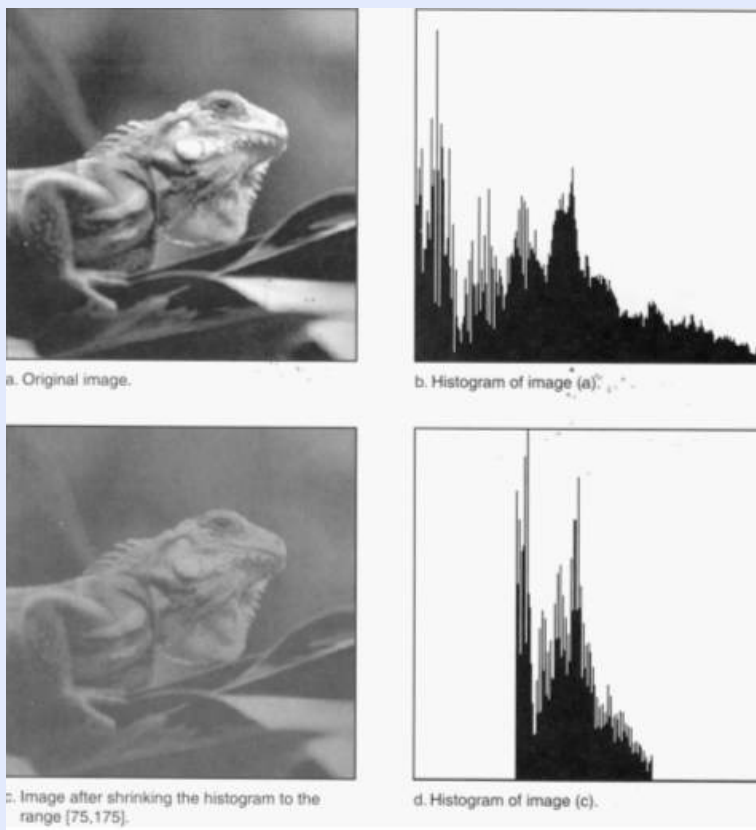 a. Original image.
b. Histogram of image (a).
c. Image after shrinking the histogram to the
range [75,175].
d. Histogram of image (c).